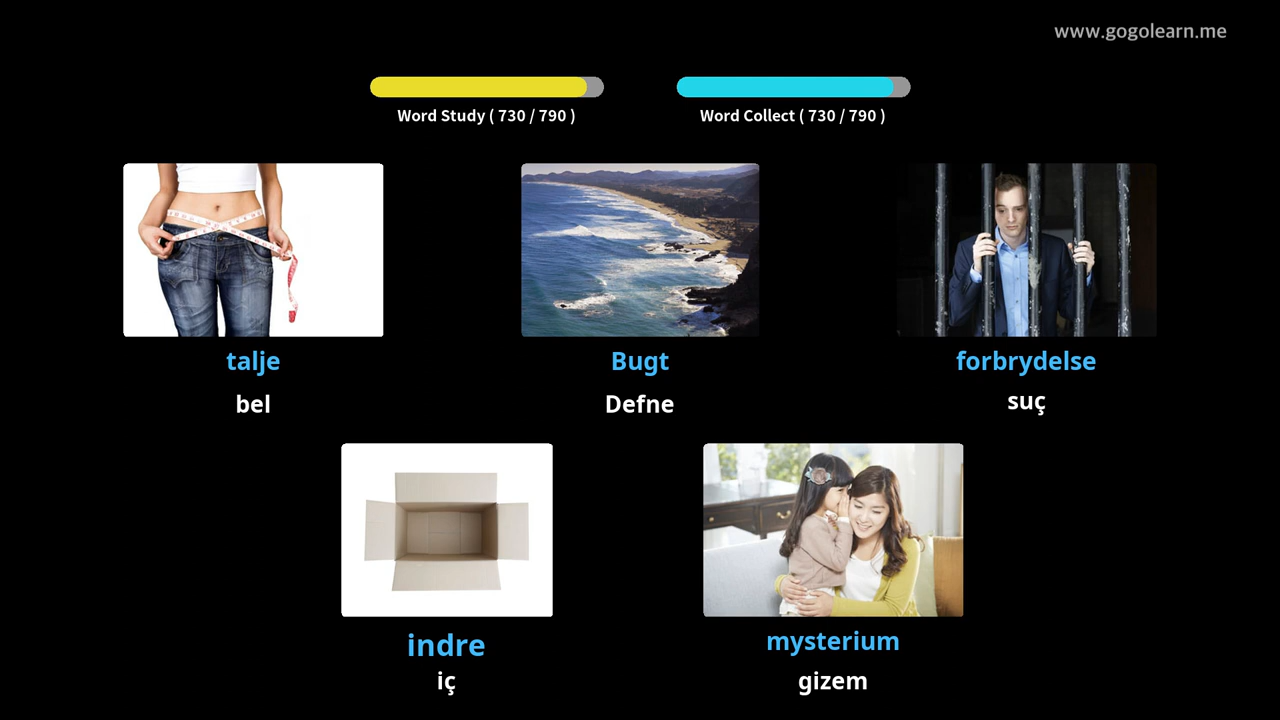 www.gogolearn.me
Word Study ( 730 / 790 )
Word Collect ( 730 / 790 )
talje
Bugt
forbrydelse
bel
Defne
suç
indre
mysterium
iç
gizem